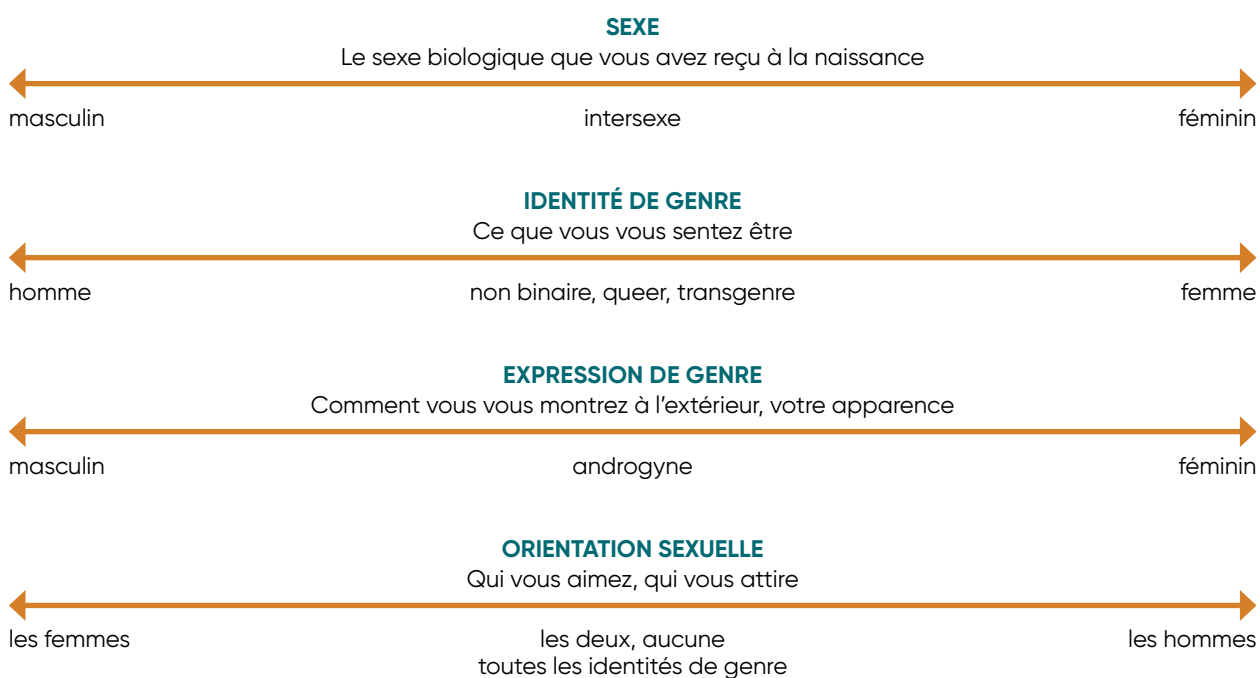 SEXE
Le sexe biologique que vous avez reçu à la naissance
masculin intersexe féminin
IDENTITÉ DE GENRE
Ce que vous vous sentez être
homme non binaire, queer, transgenre femme
EXPRESSION DE GENRE
Comment vous vous montrez à l’extérieur, votre apparence
masculin androgyne féminin
ORIENTATION SEXUELLE
Qui vous aimez, qui vous attire
les femmes les deux, aucune les hommes
toutes les identités de genre